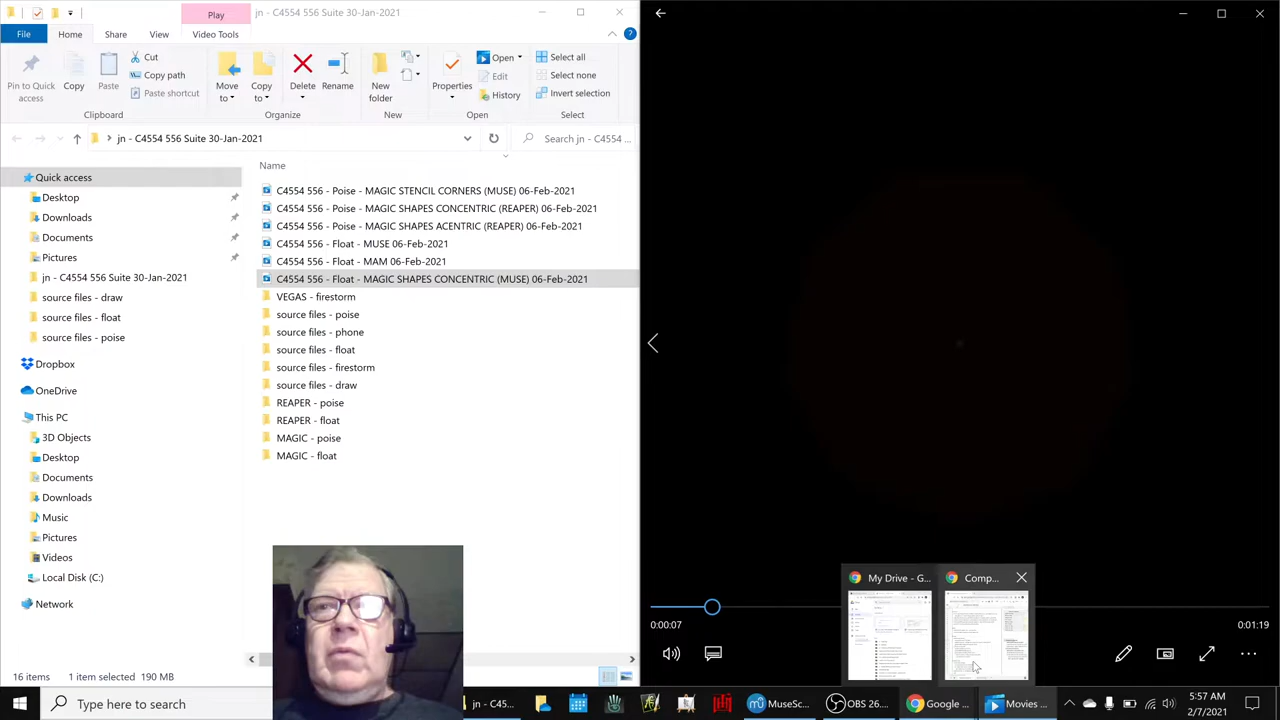 Play
jn - C4554 556 Suite 30-Jan-2021
File
Home
Share
View
Video Tools
Pin to Quick access
Copy
Paste
Cut
Copy path
Paste shortcut
Clipboard
Move to
Copy to
Delete
Rename
Organize
New folder
New
Properties
Open
Edit
History
Open
Select all
Select none
Invert selection
Select
jn - C4554 556 Suite 30-Jan-2021
Search jn - C4554 ...
Name
Quick access
Desktop
Downloads
Documents
Pictures
jn - C4554 556 Suite 30-Jan-2021
source files - draw
source files - float
source files - poise
Dropbox
OneDrive
This PC
3D Objects
Desktop
Documents
Downloads
Music
Pictures
Videos
Local Disk (C:)
Network
C4554 556 - Poise - MAGIC STENCIL CORNERS (MUSE) 06-Feb-2021
C4554 556 - Poise - MAGIC SHAPES CONCENTRIC (REAPER) 06-Feb-2021
C4554 556 - Poise - MAGIC SHAPES ACENTRIC (REAPER) 06-Feb-2021
C4554 556 - Float - MUSE 06-Feb-2021
C4554 556 - Float - MAM 06-Feb-2021
C4554 556 - Float - MAGIC SHAPES CONCENTRIC (MUSE) 06-Feb-2021
VEGAS - firestorm
source files - poise
source files - phone
source files - float
source files - firestorm
source files - draw
REAPER - poise
REAPER - float
MAGIC - poise
MAGIC - float
1 item selected 190 M
My Drive - G...
Comp...
0:00:07
0:01:19
Type here to search
jn - C45...
MuseSc...
OBS 26....
Google ...
Movies ...
5:57 AM
2/7/2021